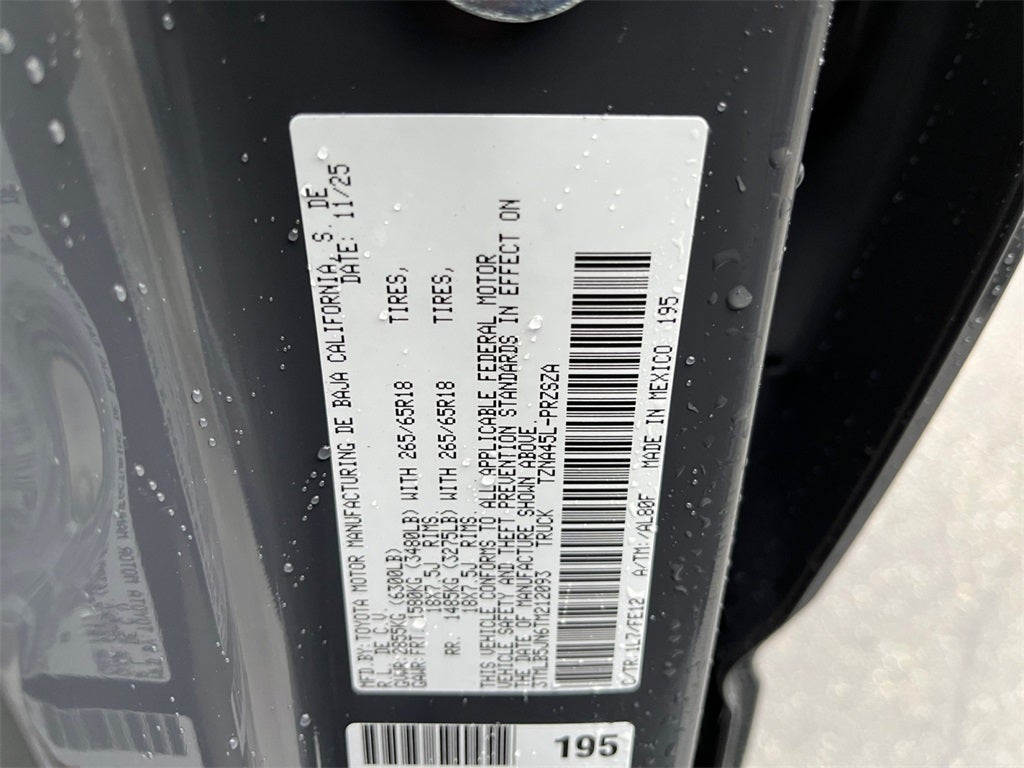 MFD.BY: TOYOTA MOTOR MANUFACTURING DE BAJA CALIFORNIA, S. DE
R. L. DE C.V. DATE: 11/25
GVWR: 2855KG (6300LB)
GAWR: FRT. 1580KG (3480LB) WITH 265/65R18 TIRES,
18X7.5J RIMS
RR. 1485KG (3275LB) WITH 265/65R18 TIRES,
18X7.5J RIMS
THIS VEHICLE CONFORMS TO ALL APPLICABLE FEDERAL MOTOR
VEHICLE SAFETY AND THEFT PREVENTION STANDARDS IN EFFECT ON
THE DATE OF MANUFACTURE SHOWN ABOVE.
3TMLB5JN6TM212093 TRUCK TZNA45L-PRZSZA
C/TR:1L7/FE12 A/TM:/AL80F MADE IN MEXICO 195
195